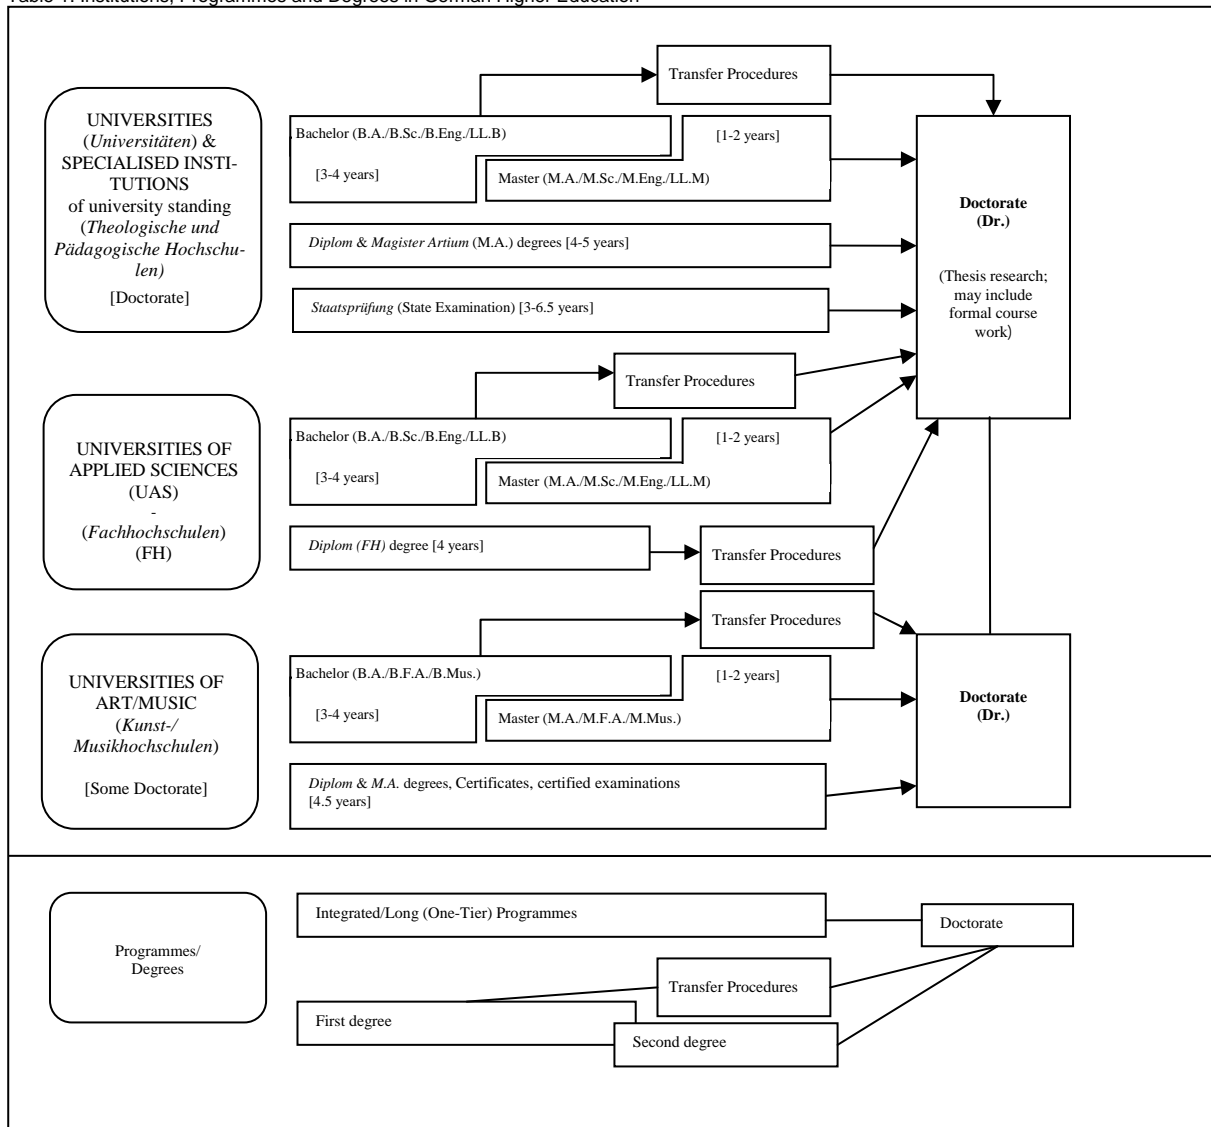 Table 1: Institutions, Programmes and Degrees in German Higher Education
Transfer Procedures
UNIVERSITIES
(Universitäten) &
SPECIALISED INSTI-
TUTIONS
of university standing
(Theologische und
Pädagogische Hochschu-
len)
[Doctorate]
Bachelor (B.A./B.Sc./B.Eng./LL.B)
[3-4 years]
[1-2 years]
Master (M.A./M.Sc./M.Eng./LL.M)
Diplom & Magister Artium (M.A.) degrees [4-5 years]
Staatsprüfung (State Examination) [3-6.5 years]
Doctorate
(Dr.)
(Thesis research;
may include
formal course
work)
Transfer Procedures
UNIVERSITIES OF
APPLIED SCIENCES
(UAS)
-
(Fachhochschulen)
(FH)
Bachelor (B.A./B.Sc./B.Eng./LL.B)
[3-4 years]
[1-2 years]
Master (M.A./M.Sc./M.Eng./LL.M)
Diplom (FH) degree [4 years]
Transfer Procedures
Transfer Procedures
UNIVERSITIES OF
ART/MUSIC
(Kunst-/
Musikhochschulen)
[Some Doctorate]
Bachelor (B.A./B.F.A./B.Mus.)
[3-4 years]
[1-2 years]
Master (M.A./M.F.A./M.Mus.)
Diplom & M.A. degrees, Certificates, certified examinations
[4.5 years]
Doctorate
(Dr.)
Programmes/
Degrees
Integrated/Long (One-Tier) Programmes
Doctorate
Transfer Procedures
First degree
Second degree